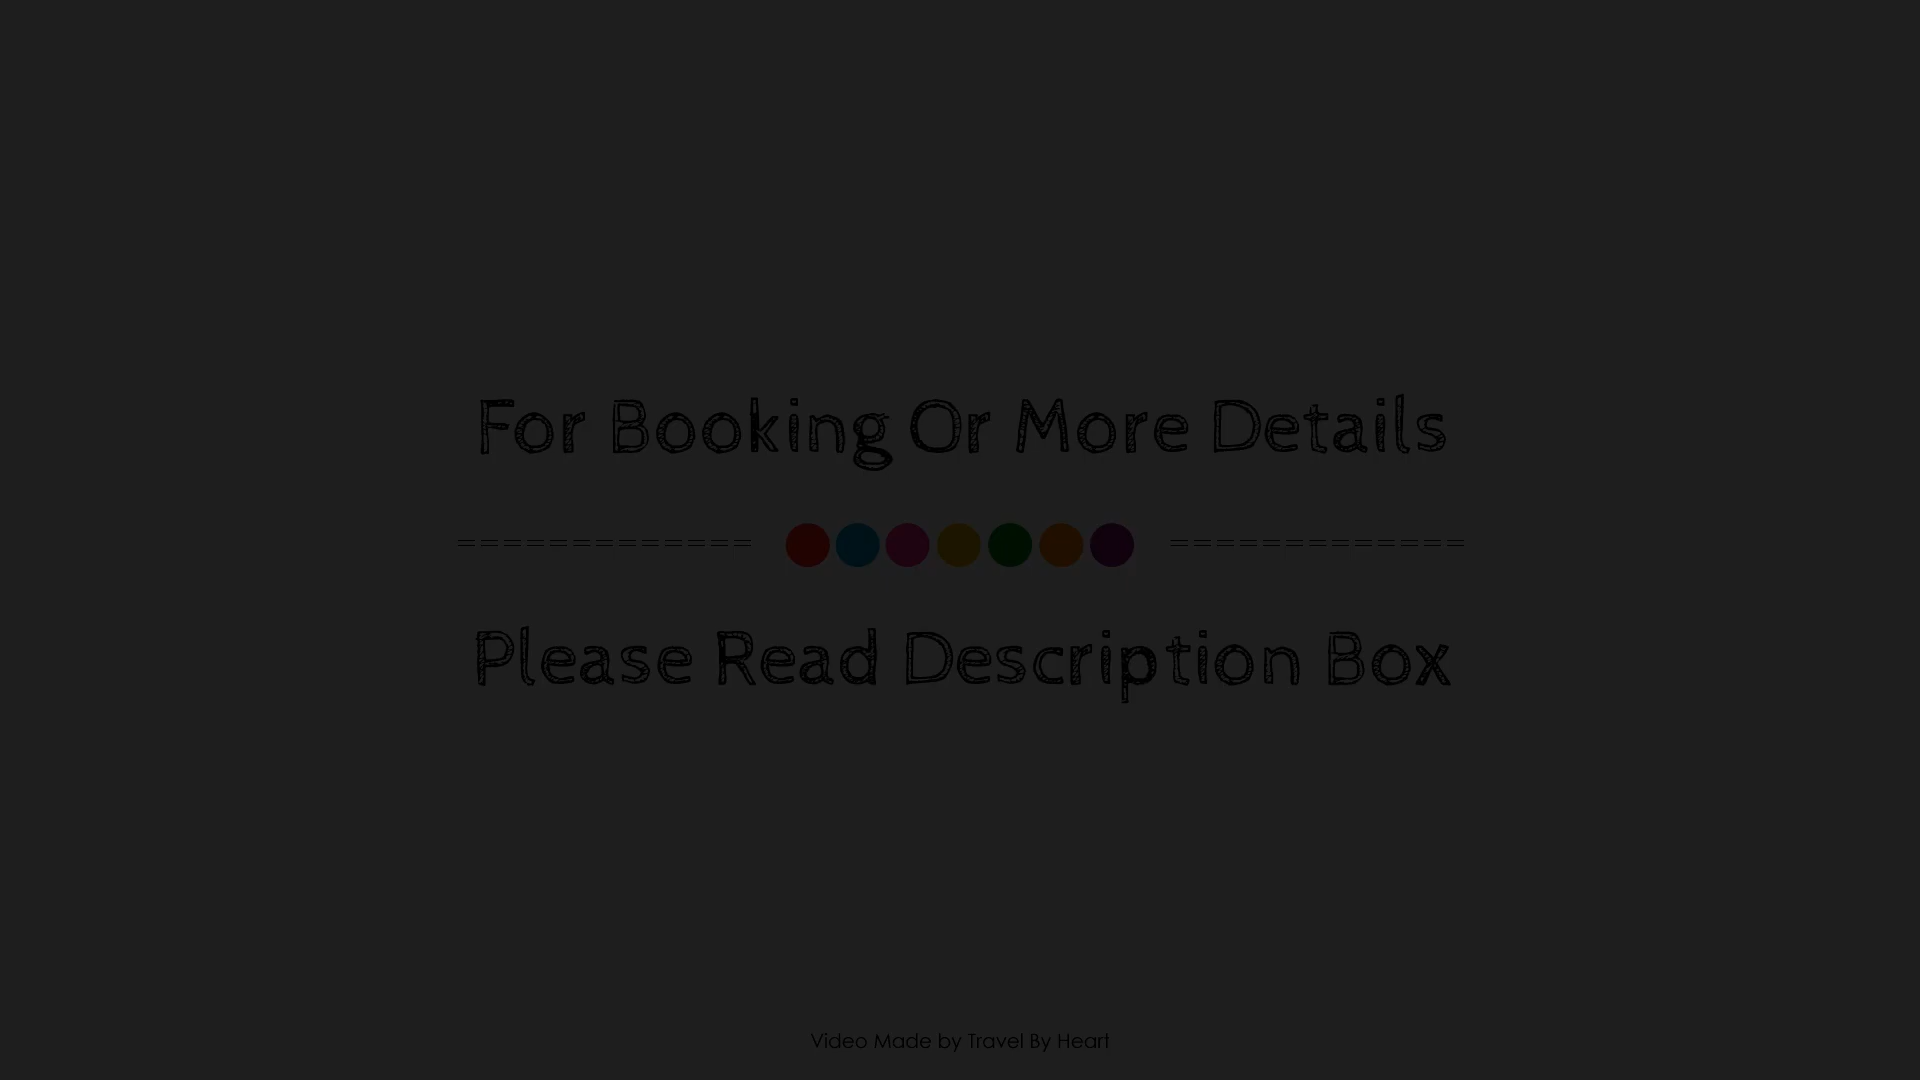 For Booking Or More Details
============= =============
Please Read Description Box
Video Made by Travel By Heart